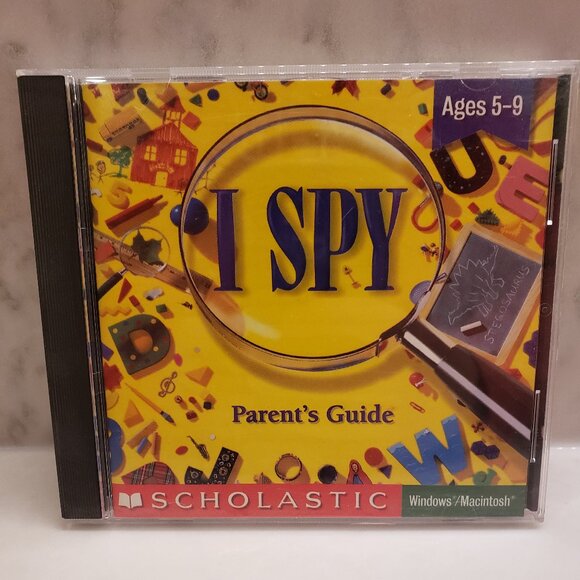 Ages 5–9
I SPY
U
E
STEGOSAURUS
D
Parent's Guide
W
SCHOLASTIC
Windows®/Macintosh®